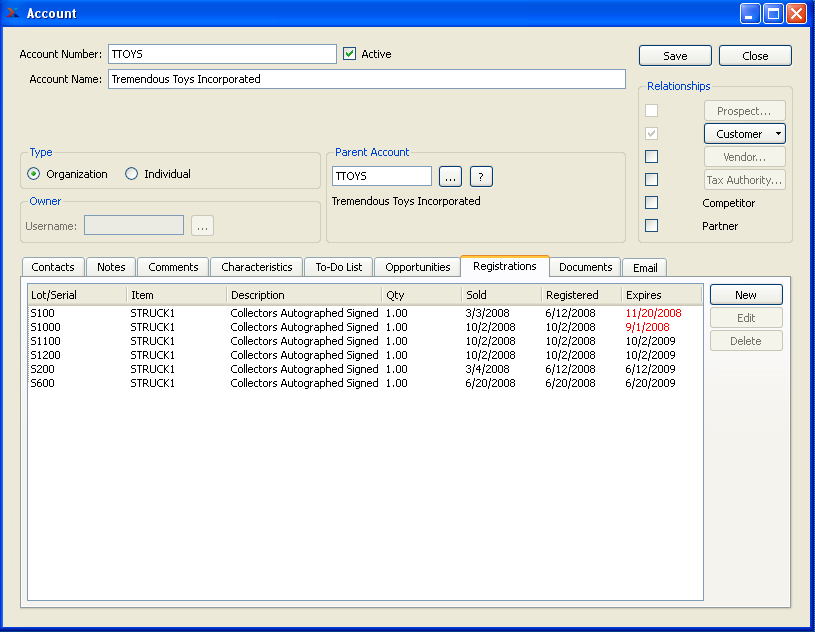 Account
Account Number: TTOYS Active Save Close
Account Name: Tremendous Toys Incorporated
Relationships
Prospect...
Customer
Vendor...
Tax Authority...
Competitor
Partner
Type
Organization Individual
Parent Account
TTOYS ... ?
Tremendous Toys Incorporated
Owner
Username: ...
Contacts Notes Comments Characteristics To-Do List Opportunities Registrations Documents Email
Lot/Serial Item Description Qty Sold Registered Expires
S100 STRUCK1 Collectors Autographed Signed 1.00 3/3/2008 6/12/2008 11/20/2008
S1000 STRUCK1 Collectors Autographed Signed 1.00 10/2/2008 10/2/2008 9/1/2008
S1100 STRUCK1 Collectors Autographed Signed 1.00 10/2/2008 10/2/2008 10/2/2009
S1200 STRUCK1 Collectors Autographed Signed 1.00 10/2/2008 10/2/2008 10/2/2009
S200 STRUCK1 Collectors Autographed Signed 1.00 3/4/2008 6/12/2008 6/12/2009
S600 STRUCK1 Collectors Autographed Signed 1.00 6/20/2008 6/20/2008 6/20/2009
New
Edit
Delete